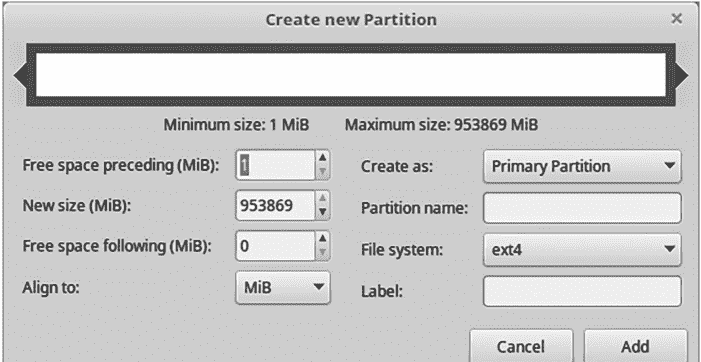 Create new Partition ×
Minimum size: 1 MiB Maximum size: 953869 MiB
Free space preceding (MiB): 1 Create as: Primary Partition
New size (MiB): 953869 Partition name:
Free space following (MiB): 0 File system: ext4
Align to: MiB Label:
Cancel Add